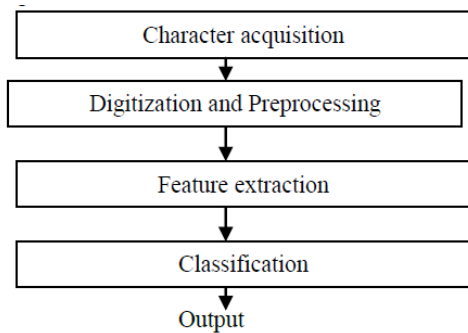 Character acquisition
Digitization and Preprocessing
Feature extraction
Classification
Output